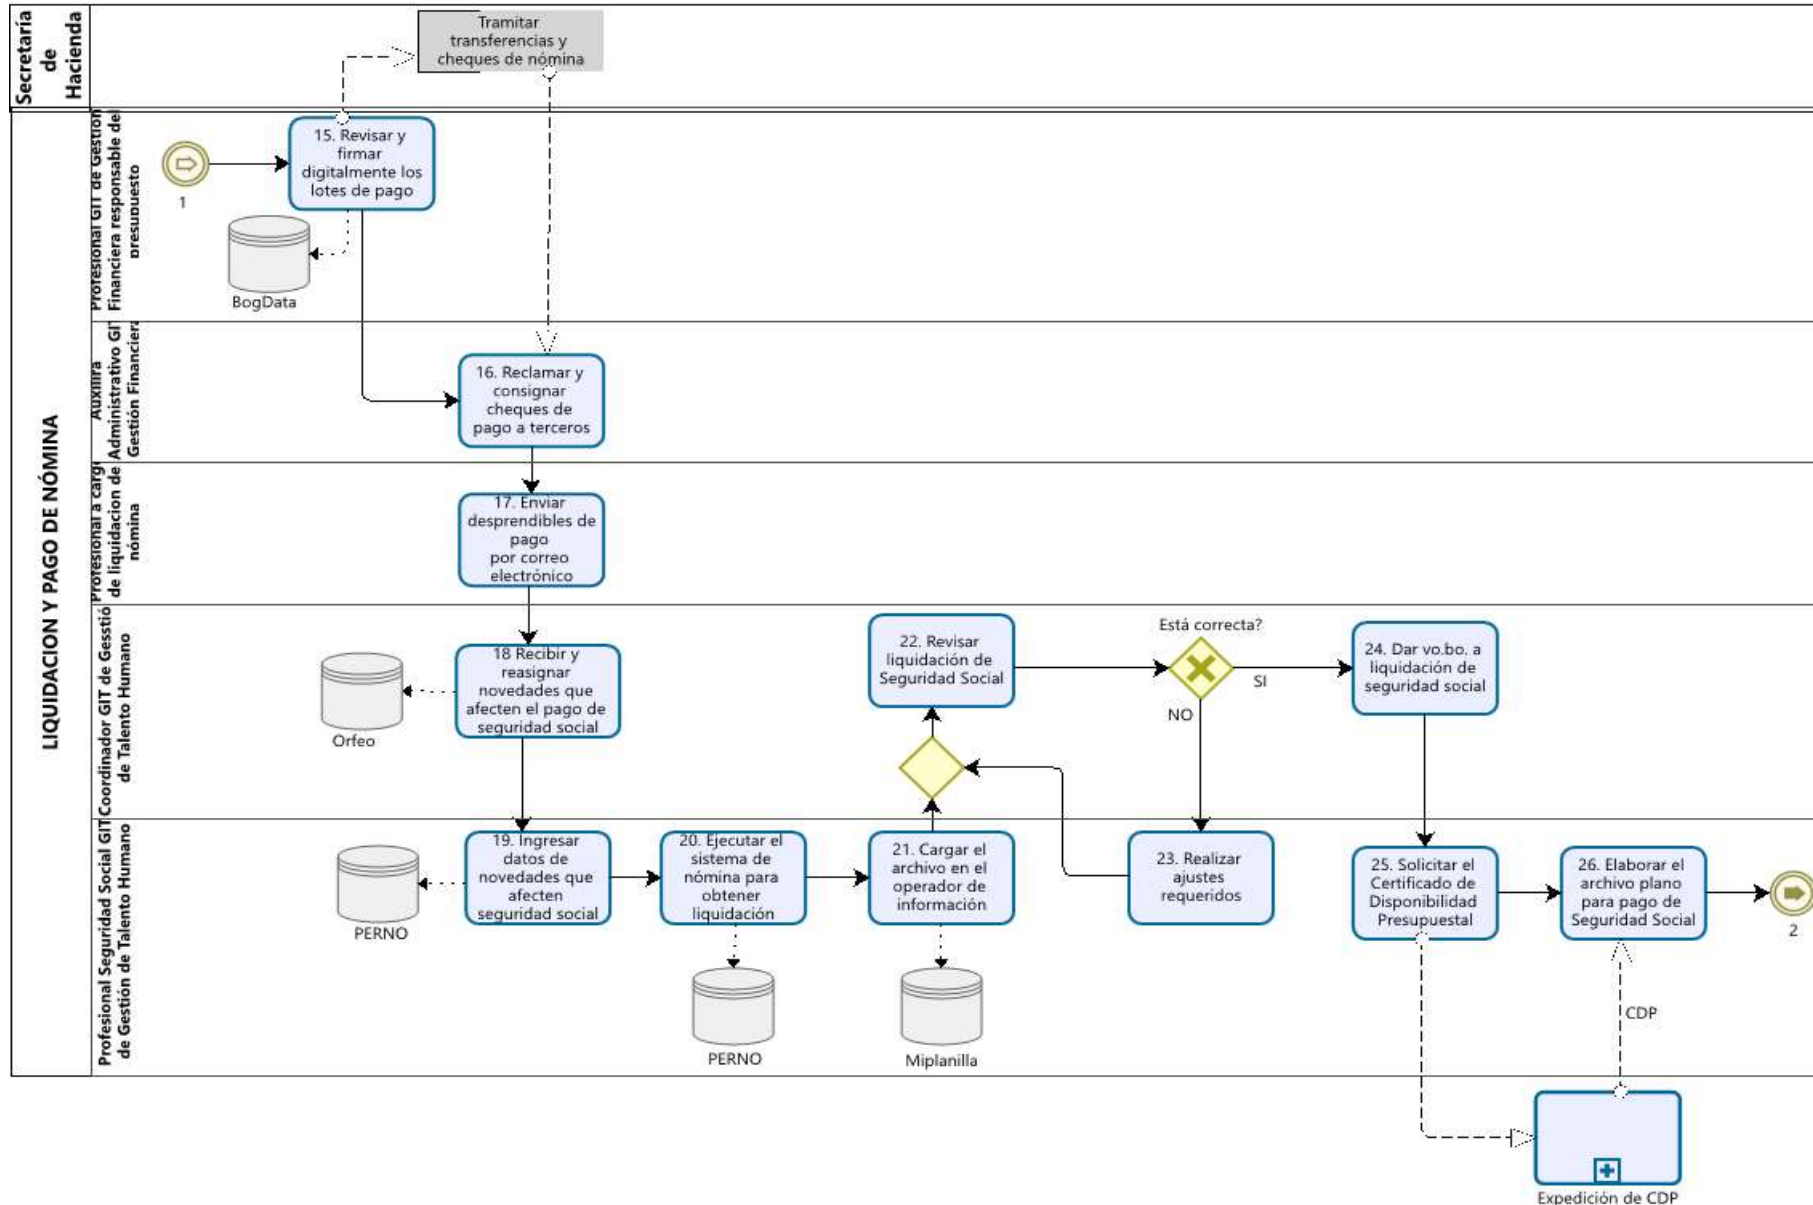 Secretaría
de
Hacienda
Tramitar
transferencias y
cheques de nómina
LIQUIDACION Y PAGO DE NÓMINA
Profesional GIT de Gestión
Financiera responsable del
presupuesto
1
15. Revisar y
firmar
digitalmente los
lotes de pago
BogData
Auxilira
Administrativo GIT
Gestión Financiera
16. Reclamar y
consignar
cheques de
pago a terceros
Profesional a cargo
de liquidacion de
nómina
17. Enviar
desprendibles de
pago
por correo
electrónico
Coordinador GIT de Gesstió
de Talento Humano
18 Recibir y
reasignar
novedades que
afecten el pago de
seguridad social
Orfeo
22. Revisar
liquidación de
Seguridad Social
Está correcta?
SI
NO
24. Dar vo.bo. a
liquidación de
seguridad social
Profesional Seguridad Social GIT
de Gestión de Talento Humano
19. Ingresar
datos de
novedades que
afecten
seguridad social
PERNO
20. Ejecutar el
sistema de
nómina para
obtener
liquidación
PERNO
21. Cargar el
archivo en el
operador de
información
Miplanilla
23. Realizar
ajustes
requeridos
25. Solicitar el
Certificado de
Disponibilidad
Presupuestal
26. Elaborar el
archivo plano
para pago de
Seguridad Social
2
CDP
Expedición de CDP